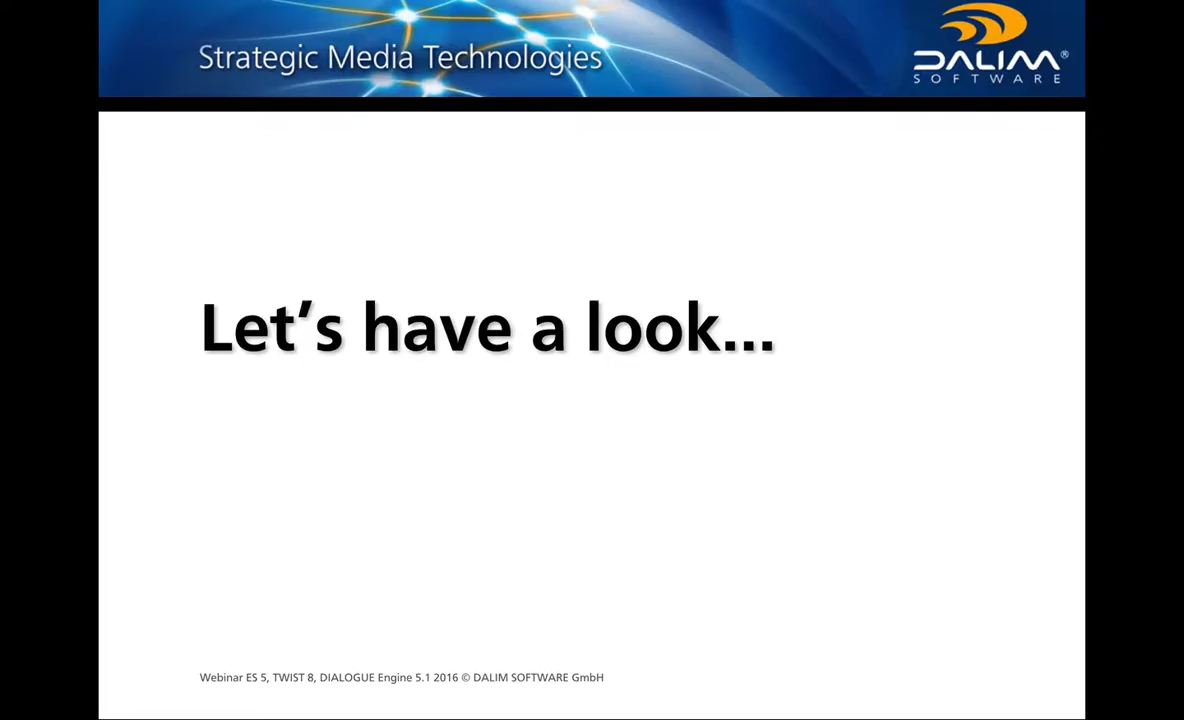 Strategic Media Technologies
DALIM®
SOFTWARE
Let’s have a look...
Webinar ES 5, TWIST 8, DIALOGUE Engine 5.1 2016 © DALIM SOFTWARE GmbH